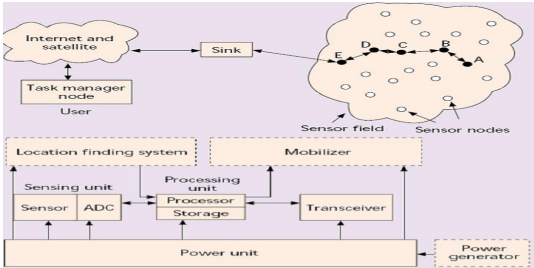 Internet and
satellite
Sink
Task manager
node
User
D
C
B
E
A
Sensor field
Sensor nodes
Location finding system
Mobilizer
Sensing unit
Processing
unit
Sensor
ADC
Processor
Storage
Transceiver
Power unit
Power
generator